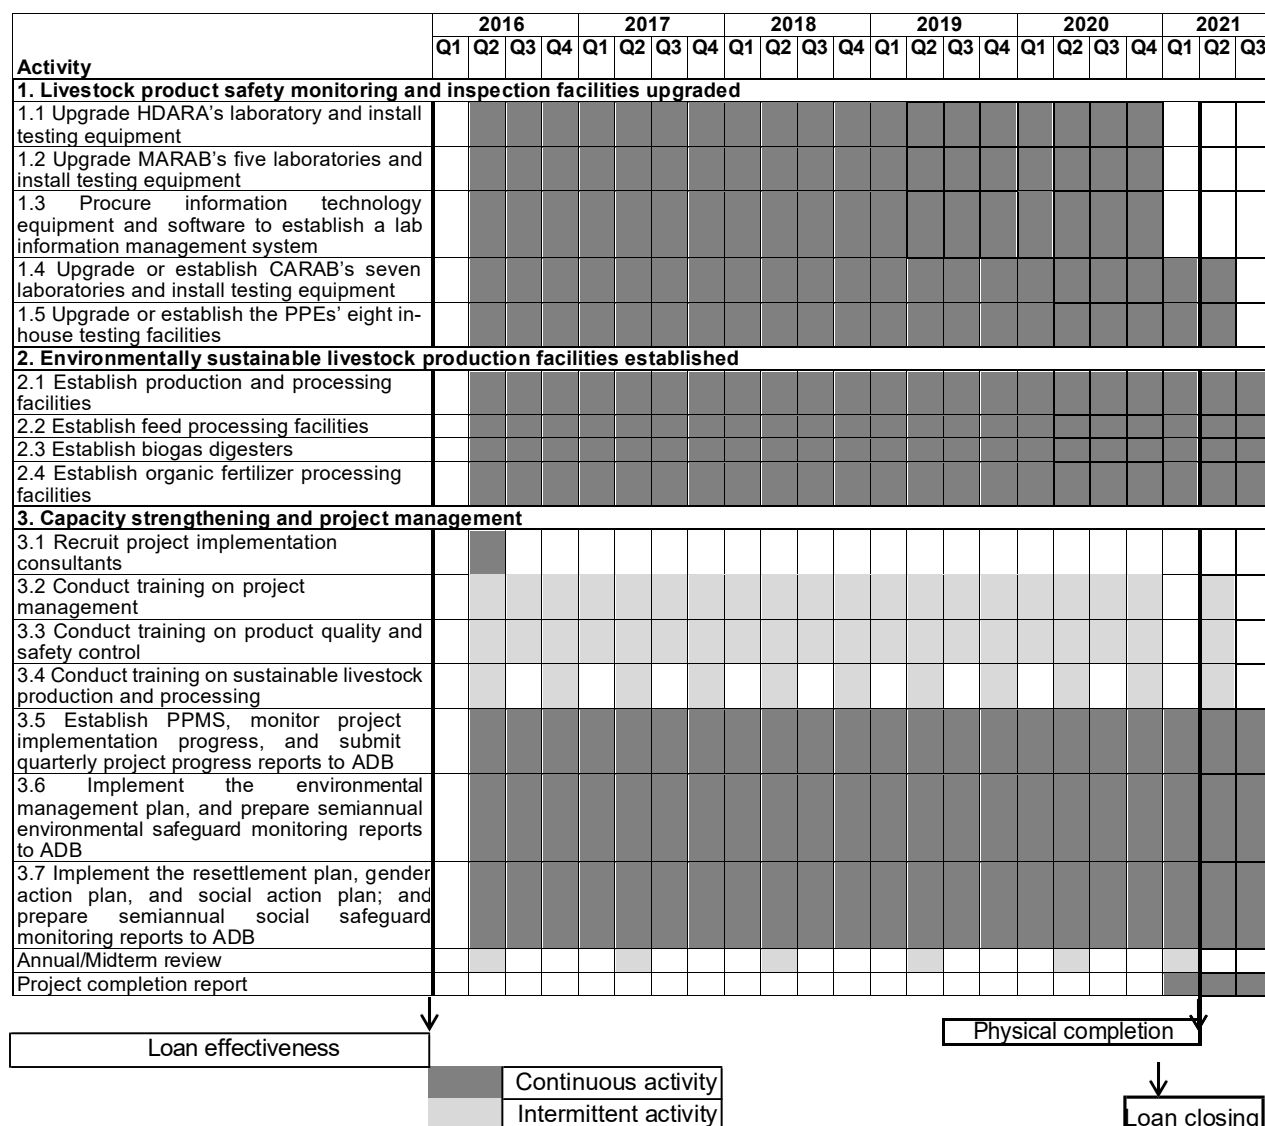 2016 2017 2018 2019 2020 2021
Activity Q1 Q2 Q3 Q4 Q1 Q2 Q3 Q4 Q1 Q2 Q3 Q4 Q1 Q2 Q3 Q4 Q1 Q2 Q3 Q4 Q1 Q2 Q3
1. Livestock product safety monitoring and inspection facilities upgraded
1.1 Upgrade HDARA's laboratory and install
testing equipment
1.2 Upgrade MARAB's five laboratories and
install testing equipment
1.3 Procure information technology
equipment and software to establish a lab
information management system
1.4 Upgrade or establish CARAB's seven
laboratories and install testing equipment
1.5 Upgrade or establish the PPEs' eight in-
house testing facilities
2. Environmentally sustainable livestock production facilities established
2.1 Establish production and processing
facilities
2.2 Establish feed processing facilities
2.3 Establish biogas digesters
2.4 Establish organic fertilizer processing
facilities
3. Capacity strengthening and project management
3.1 Recruit project implementation
consultants
3.2 Conduct training on project
management
3.3 Conduct training on product quality and
safety control
3.4 Conduct training on sustainable livestock
production and processing
3.5 Establish PPMS, monitor project
implementation progress, and submit
quarterly project progress reports to ADB
3.6 Implement the environmental
management plan, and prepare semiannual
environmental safeguard monitoring reports
to ADB
3.7 Implement the resettlement plan, gender
action plan, and social action plan; and
prepare semiannual social safeguard
monitoring reports to ADB
Annual/Midterm review
Project completion report
Physical completion
Loan effectiveness
Continuous activity
Intermittent activity
Loan closing